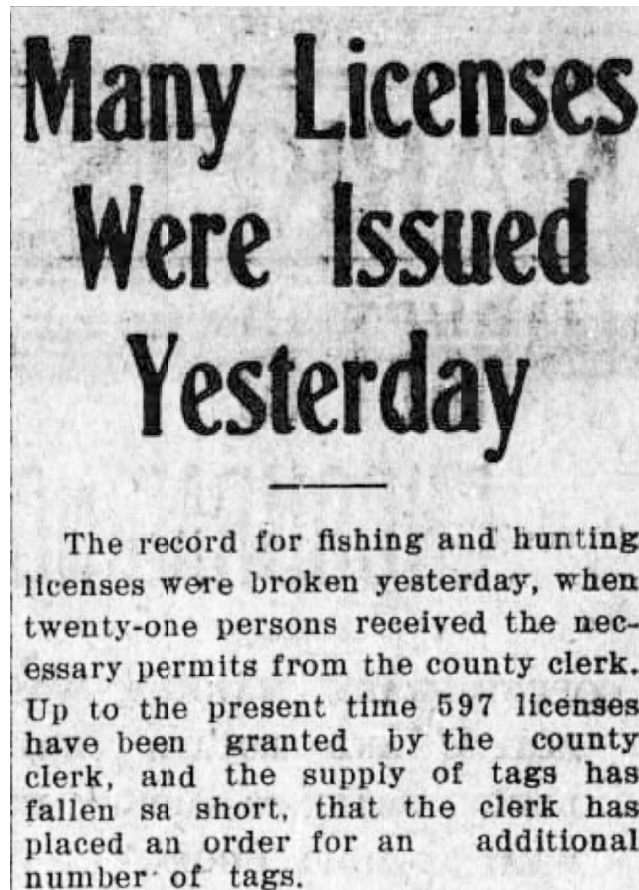 Many Licenses
Were Issued
Yesterday
The record for fishing and hunting
licenses were broken yesterday, when
twenty-one persons received the nec-
essary permits from the county clerk.
Up to the present time 597 licenses
have been granted by the county
clerk, and the supply of tags has
fallen sa short, that the clerk has
placed an order for an additional
number of tags.